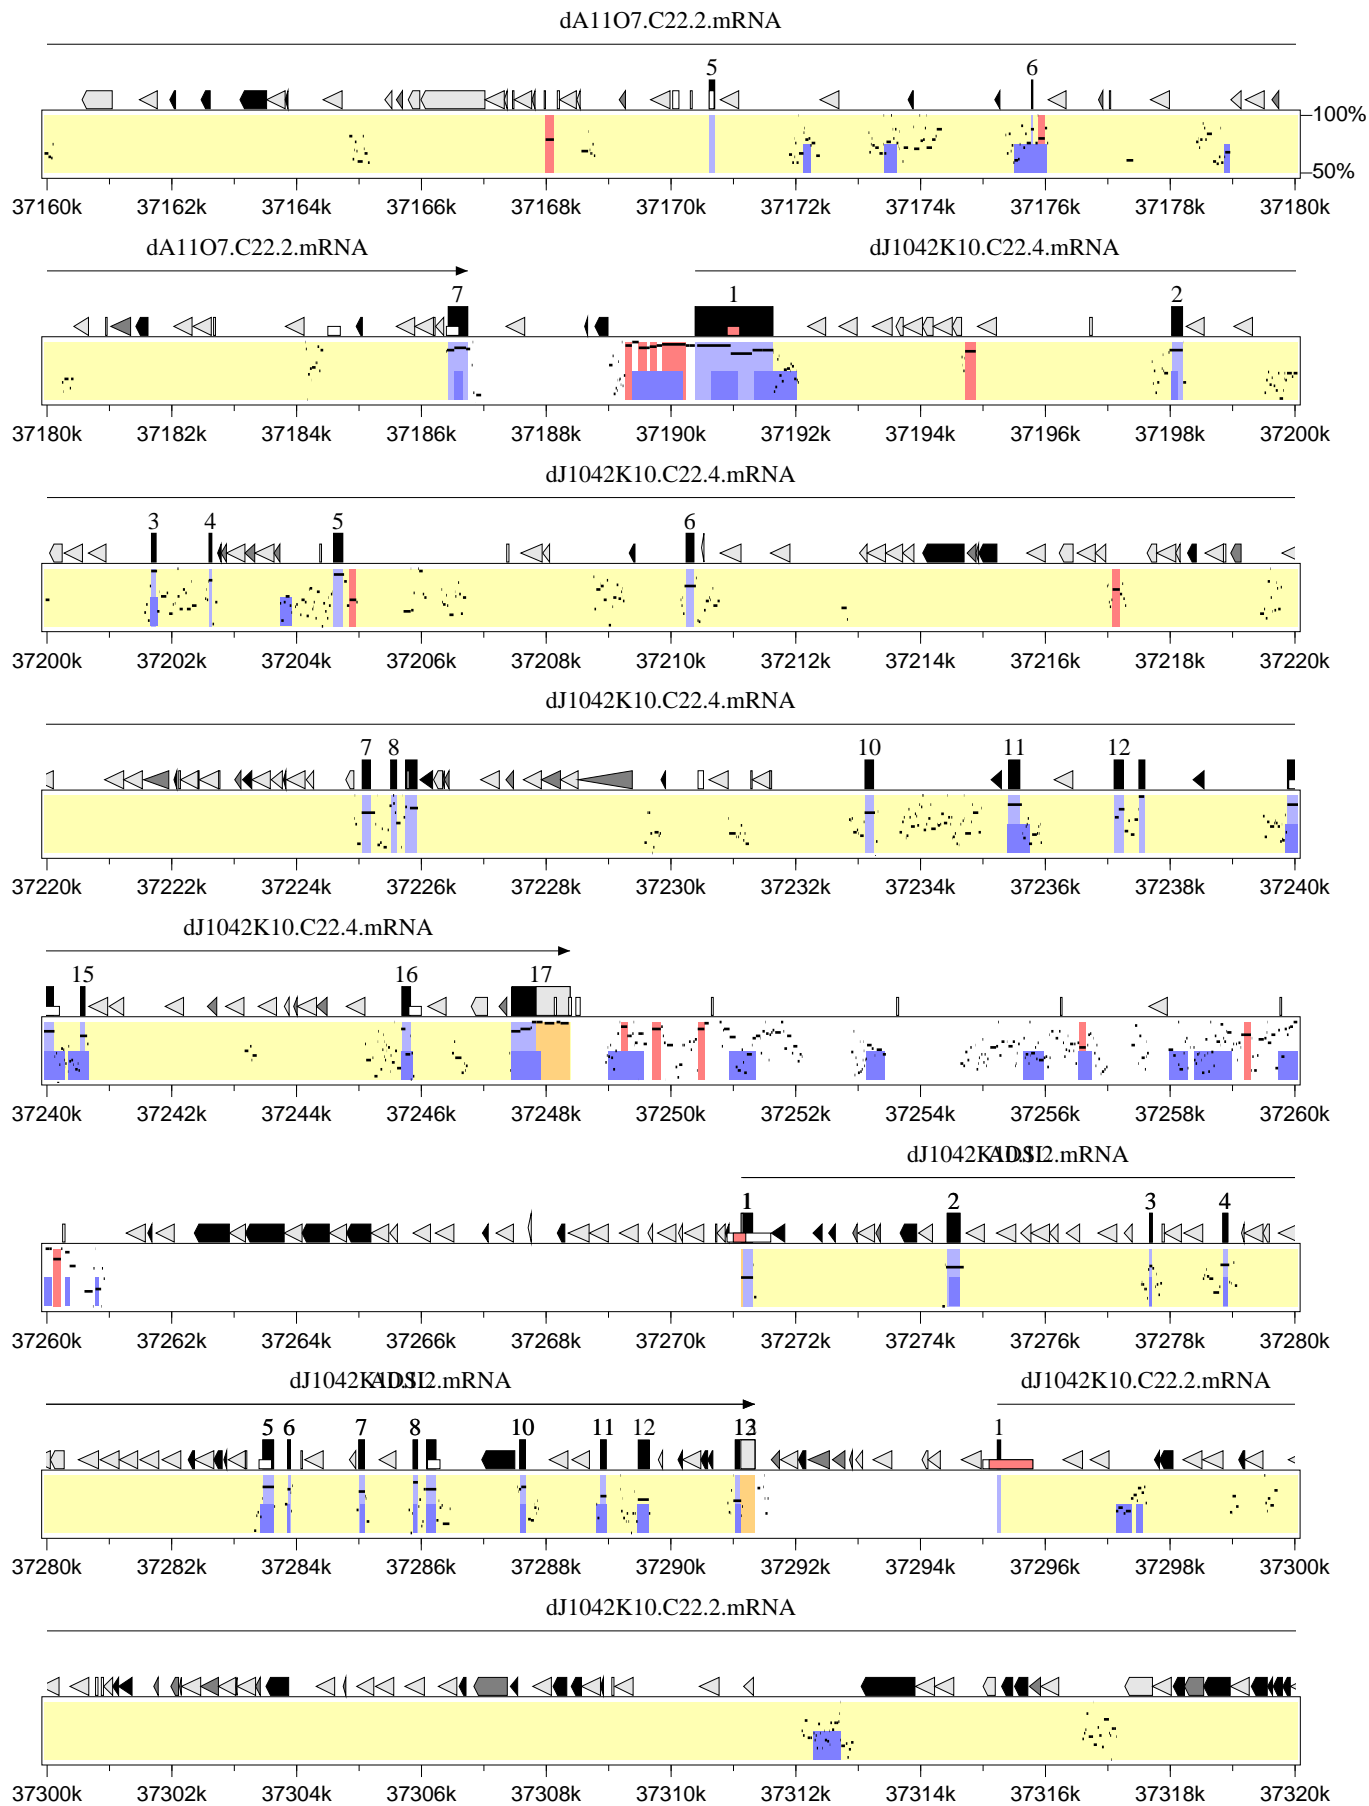 dA11O7.C22.2.mRNA
5 6
100%
50%
37160k 37162k 37164k 37166k 37168k 37170k 37172k 37174k 37176k 37178k 37180k
dA11O7.C22.2.mRNA dJ1042K10.C22.4.mRNA
7 1 2
37180k 37182k 37184k 37186k 37188k 37190k 37192k 37194k 37196k 37198k 37200k
dJ1042K10.C22.4.mRNA
3 4 5 6
37200k 37202k 37204k 37206k 37208k 37210k 37212k 37214k 37216k 37218k 37220k
dJ1042K10.C22.4.mRNA
7 8 10 11 12
37220k 37222k 37224k 37226k 37228k 37230k 37232k 37234k 37236k 37238k 37240k
dJ1042K10.C22.4.mRNA
15 16 17
37240k 37242k 37244k 37246k 37248k 37250k 37252k 37254k 37256k 37258k 37260k
1 2 3 4
37260k 37262k 37264k 37266k 37268k 37270k 37272k 37274k 37276k 37278k 37280k
dJ1042K10.C22.2.mRNA
5 6 7 8 10 11 12 1
37280k 37282k 37284k 37286k 37288k 37290k 37292k 37294k 37296k 37298k 37300k
dJ1042K10.C22.2.mRNA
37300k 37302k 37304k 37306k 37308k 37310k 37312k 37314k 37316k 37318k 37320k